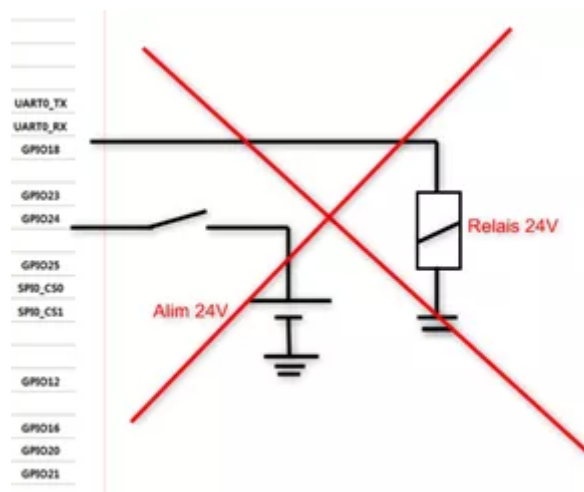 UART0_TX
UART0_RX
GPIO18
GPIO23
GPIO24
Relais 24V
GPIO25
SPI0_CS0
Alim 24V
SPI0_CS1
GPIO12
GPIO16
GPIO20
GPIO21